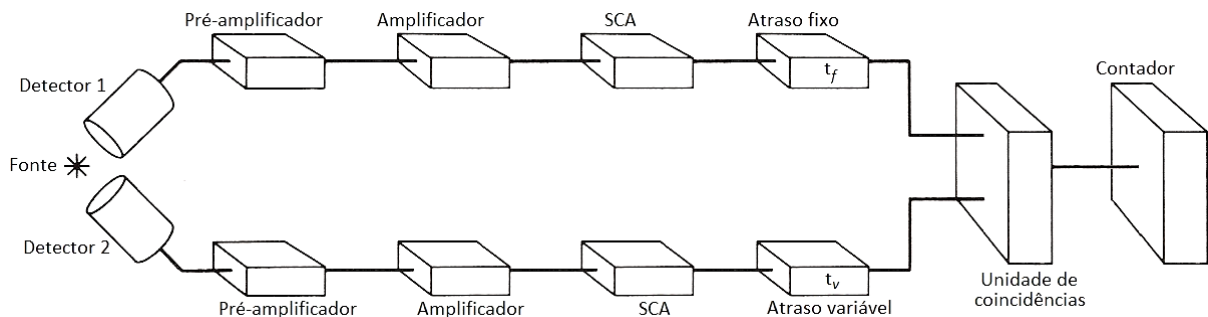 Pré-amplificador
Amplificador
SCA
Atraso fixo
t_f
Detector 1
Contador
Fonte
Detector 2
t_v
Pré-amplificador
Amplificador
SCA
Atraso variável
Unidade de
coincidências